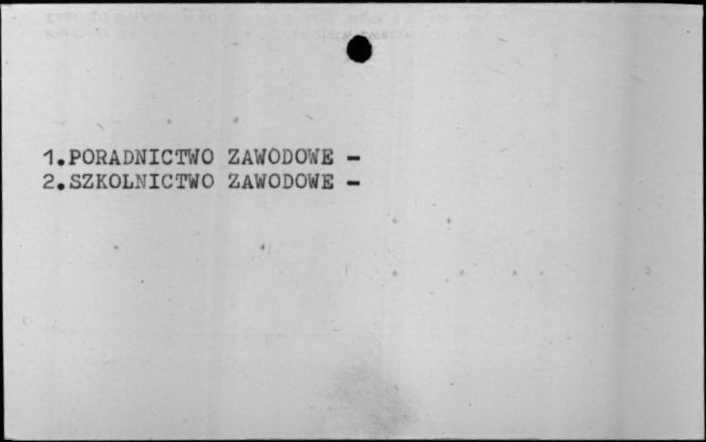 1.PORADNICTWO ZAWODOWE -
2.SZKOLNICTWO ZAWODOWE -